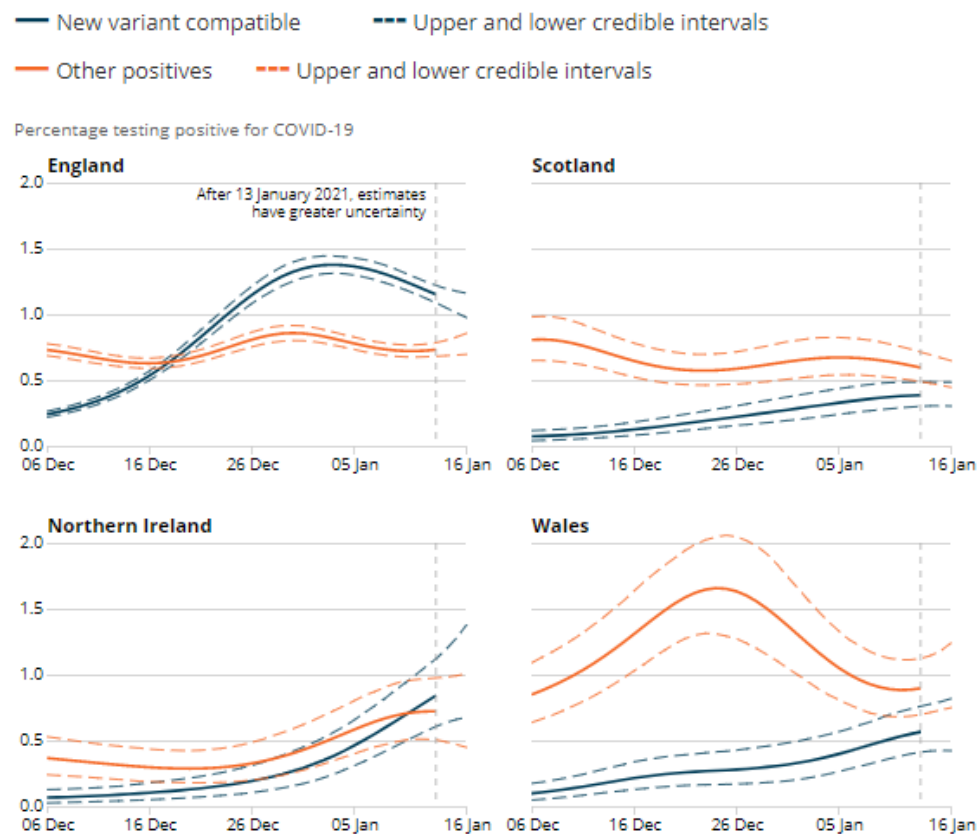 New variant compatible
Upper and lower credible intervals
Other positives
Upper and lower credible intervals
Percentage testing positive for COVID-19
England
2.0
1.5
1.0
0.5
0.0
After 13 January 2021, estimates
have greater uncertainty
06 Dec
16 Dec
26 Dec
05 Jan
16 Jan
Scotland
06 Dec
16 Dec
26 Dec
05 Jan
16 Jan
Northern Ireland
2.0
1.5
1.0
0.5
0.0
06 Dec
16 Dec
26 Dec
05 Jan
16 Jan
Wales
06 Dec
16 Dec
26 Dec
05 Jan
16 Jan